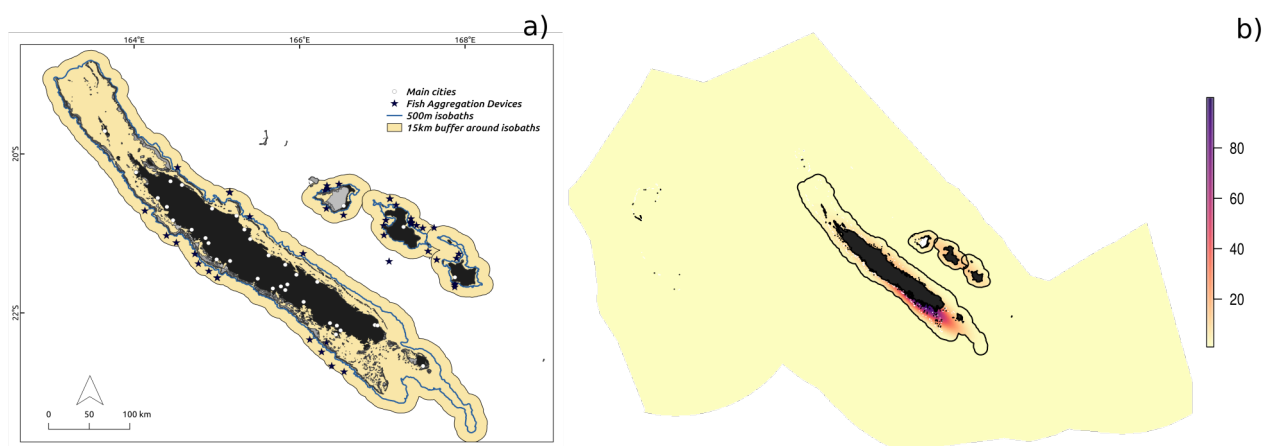 a)
164°E 166°E 168°E
Main cities
Fish Aggregation Devices
500m isobaths
15km buffer around isobaths
20°S
22°S
0 50 100 km
b)
80
60
40
20